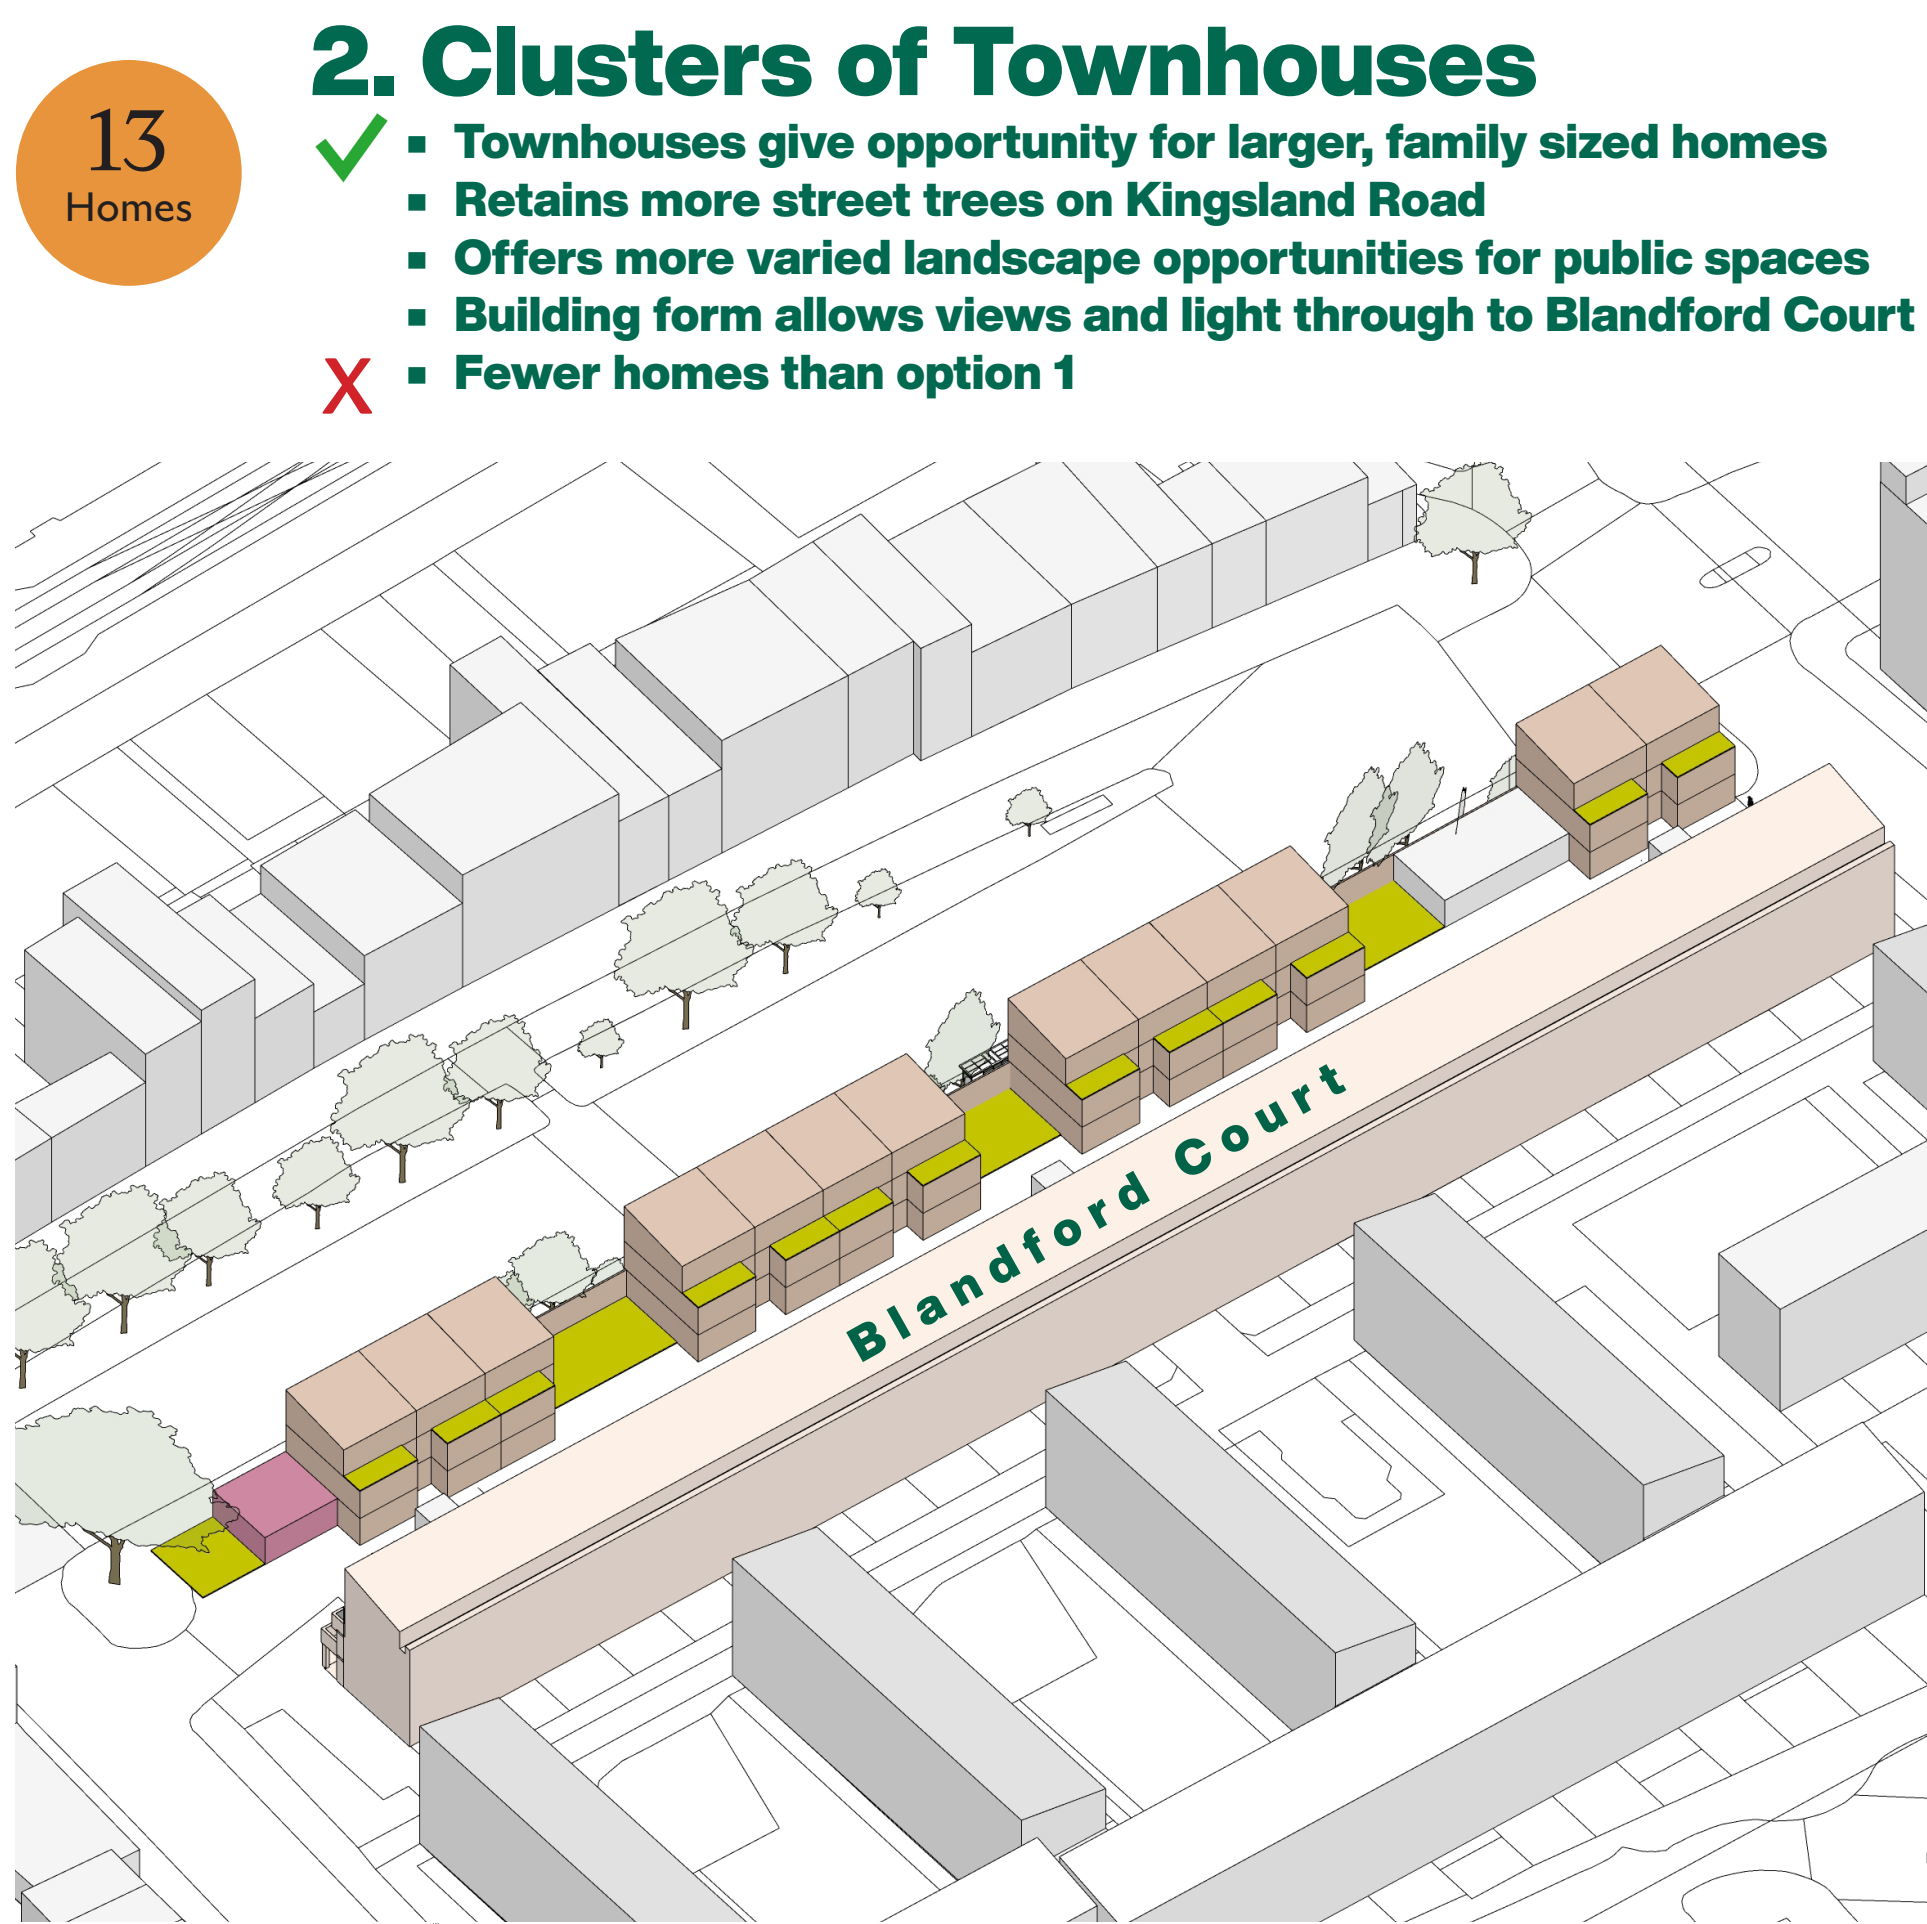 13
Homes
2. Clusters of Townhouses
▪ Townhouses give opportunity for larger, family sized homes
▪ Retains more street trees on Kingsland Road
▪ Offers more varied landscape opportunities for public spaces
▪ Building form allows views and light through to Blandford Court
X ▪ Fewer homes than option 1
Blandford Court